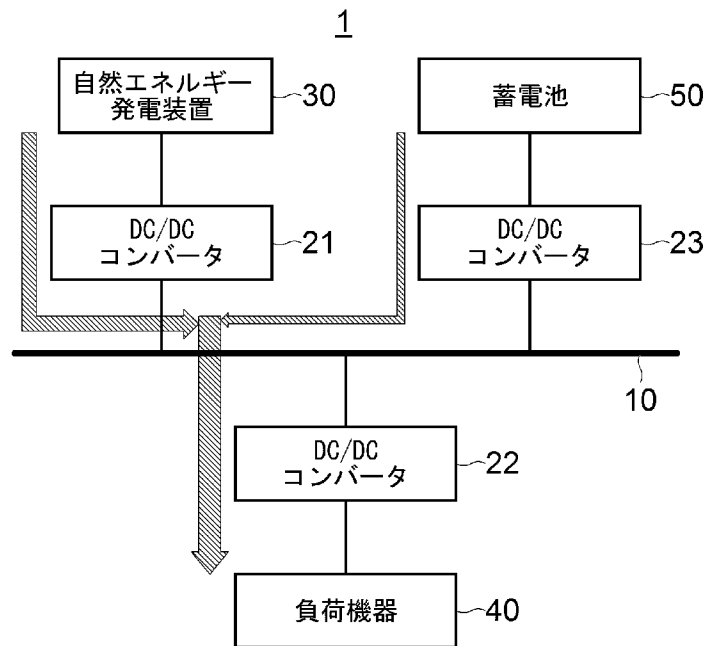 1
自然エネルギー
発電装置
30
蓄電池
50
DC/DC
コンバータ
21
DC/DC
コンバータ
23
10
DC/DC
コンバータ
22
負荷機器
40